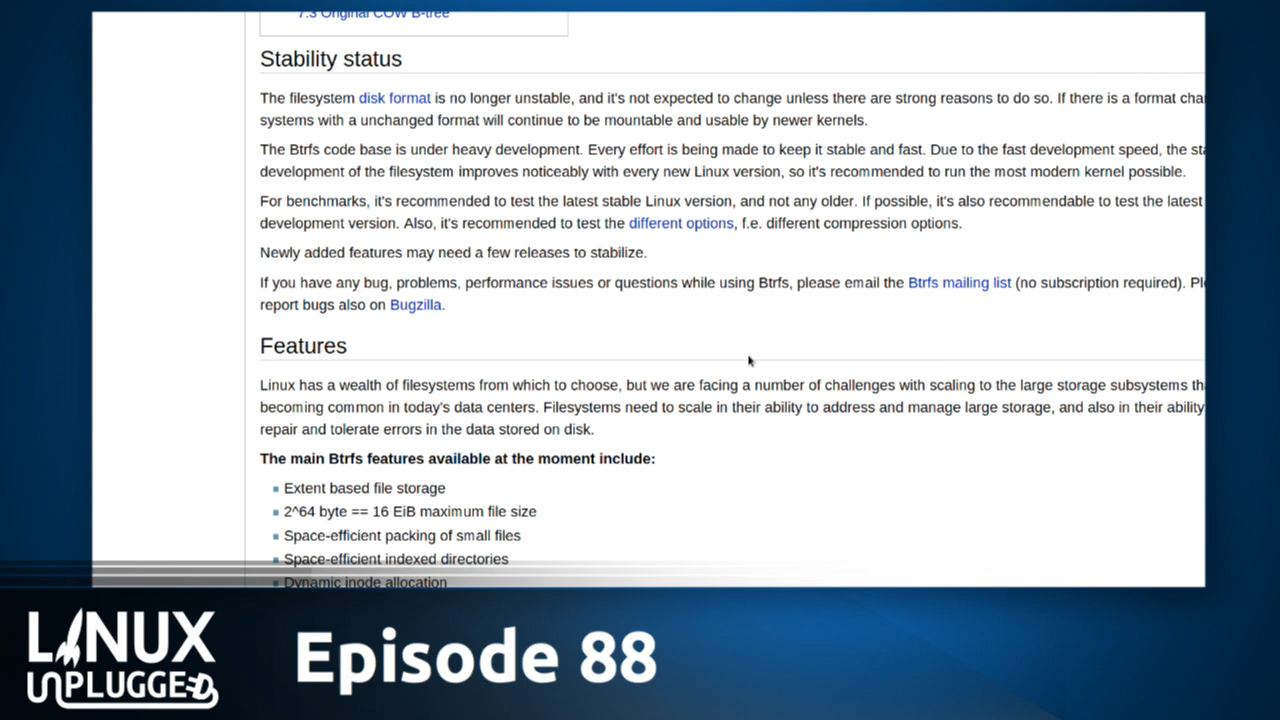 7.3 Original COW B-tree
Stability status
The filesystem disk format is no longer unstable, and it's not expected to change unless there are strong reasons to do so. If there is a format
systems with a unchanged format will continue to be mountable and usable by newer kernels.
The Btrfs code base is under heavy development. Every effort is being made to keep it stable and fast. Due to the fast development speed, the
development of the filesystem improves noticeably with every new Linux version, so it's recommended to run the most modern kernel possible.
For benchmarks, it's recommended to test the latest stable Linux version, and not any older. If possible, it's also recommendable to test the latest
development version. Also, it's recommended to test the different options, f.e. different compression options.
Newly added features may need a few releases to stabilize.
If you have any bug, problems, performance issues or questions while using Btrfs, please email the Btrfs mailing list (no subscription required).
report bugs also on Bugzilla.
Features
Linux has a wealth of filesystems from which to choose, but we are facing a number of challenges with scaling to the large storage subsystems
becoming common in today's data centers. Filesystems need to scale in their ability to address and manage large storage, and also in their ability
repair and tolerate errors in the data stored on disk.
The main Btrfs features available at the moment include:
Extent based file storage
2^64 byte == 16 EiB maximum file size
Space-efficient packing of small files
Space-efficient indexed directories
Dynamic inode allocation
LINUX
UNPLUGGED
Episode 88